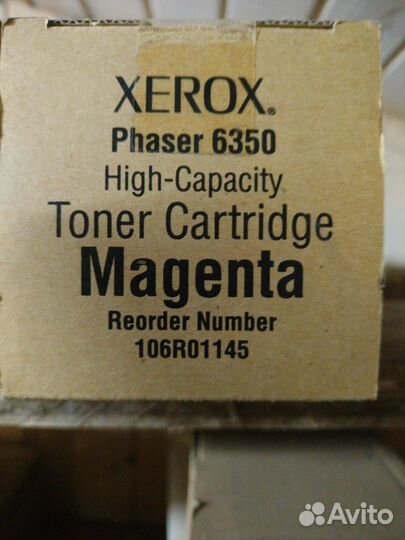 XEROX®
Phaser 6350
High-Capacity
Toner Cartridge
Magenta
Reorder Number
106R01145
Avito